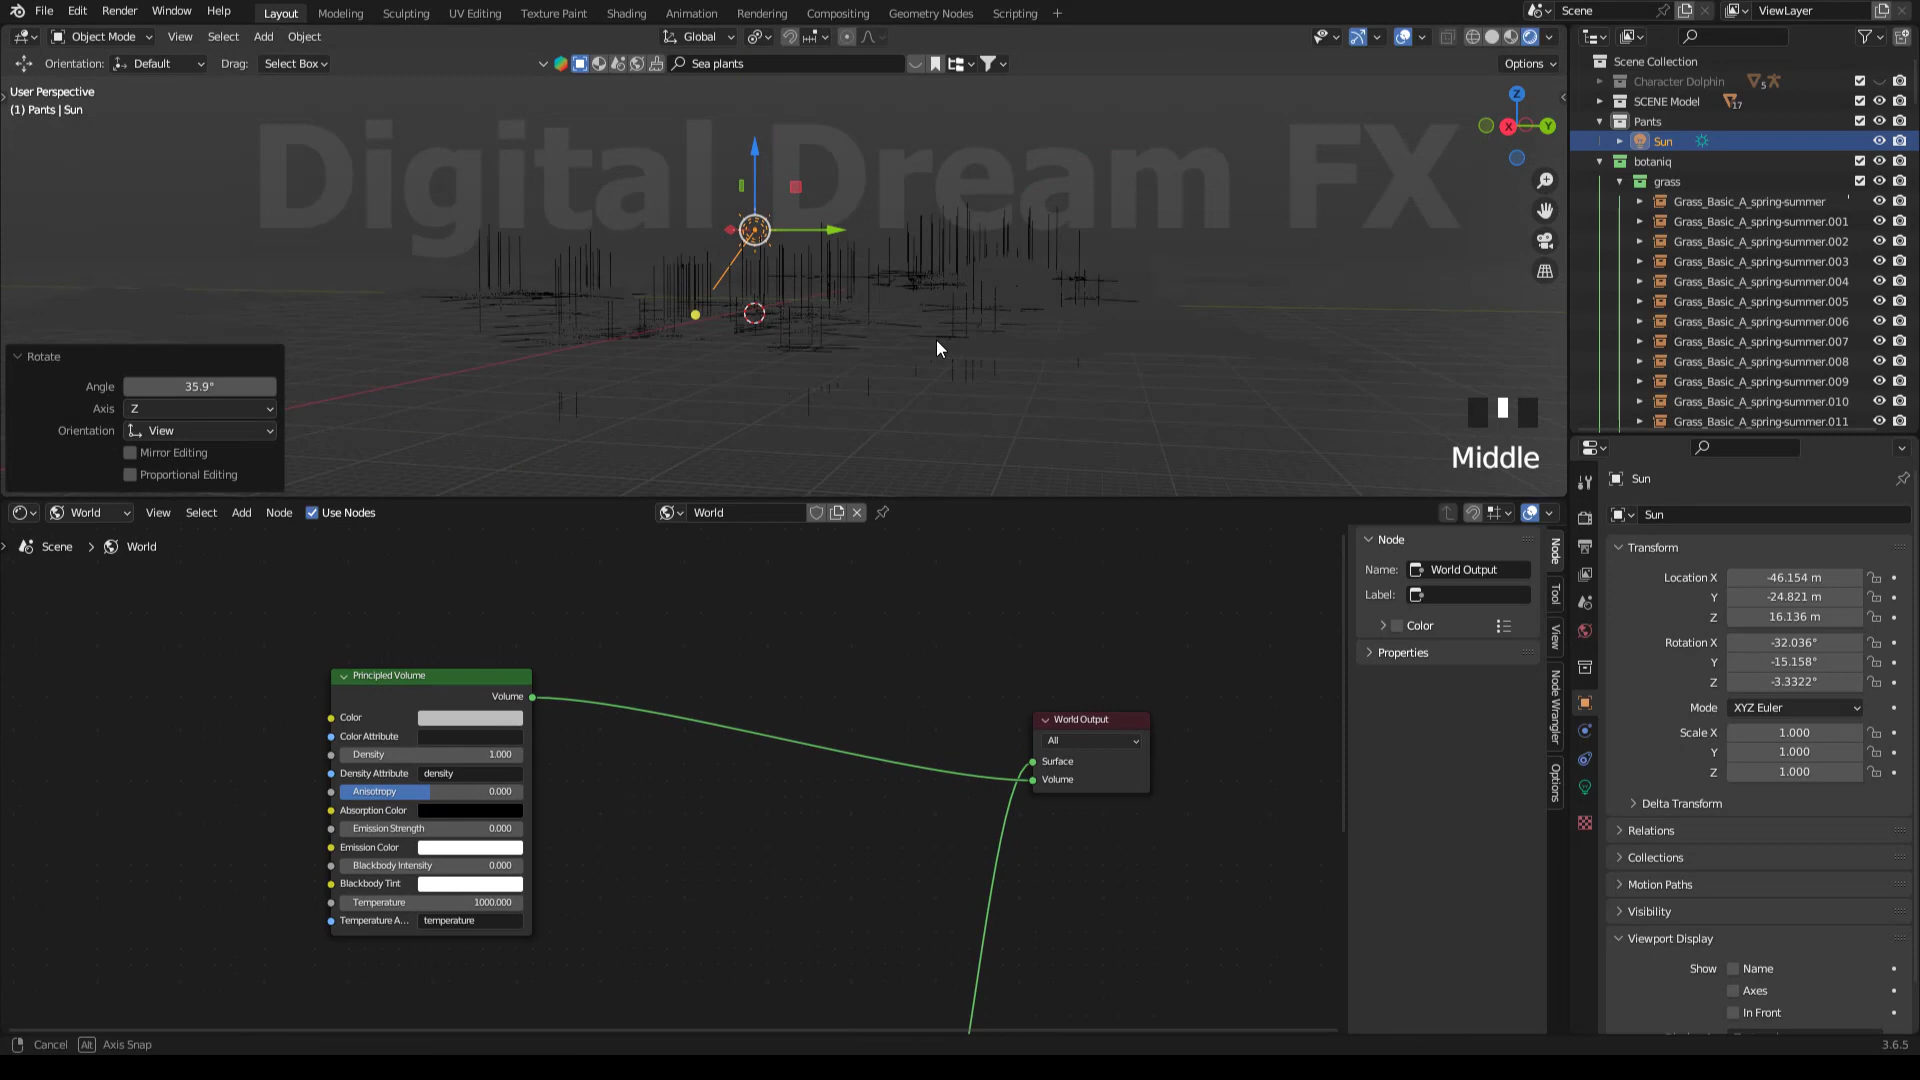 File Edit Render Window Help Layout Modeling Sculpting UV Editing Texture Paint Shading Animation Rendering Compositing Geometry Nodes Scripting + Scene ViewLayer
Object Mode View Select Add Object Global
Orientation: Default Drag: Select Box Sea plants Options
User Perspective
(1) Pants | Sun
Digital Dream FX
Rotate
Angle 35.9°
Axis Z
Orientation View
Mirror Editing
Proportional Editing
Middle
Z
X
Y
Scene Collection
Character Dolphin 5
SCENE Model 17
Pants
Sun
botaniq
grass
Grass_Basic_A_spring-summer
Grass_Basic_A_spring-summer.001
Grass_Basic_A_spring-summer.002
Grass_Basic_A_spring-summer.003
Grass_Basic_A_spring-summer.004
Grass_Basic_A_spring-summer.005
Grass_Basic_A_spring-summer.006
Grass_Basic_A_spring-summer.007
Grass_Basic_A_spring-summer.008
Grass_Basic_A_spring-summer.009
Grass_Basic_A_spring-summer.010
Grass_Basic_A_spring-summer.011
World View Select Add Node Use Nodes World
Scene > World
Principled Volume
Volume
Color
Color Attribute
Density 1.000
Density Attribute density
Anisotropy 0.000
Absorption Color
Emission Strength 0.000
Emission Color
Blackbody Intensity 0.000
Blackbody Tint
Temperature 1000.000
Temperature A... temperature
World Output
All
Surface
Volume
Node
Name: World Output
Label:
Color
Properties
Node
Tool
View
Node Wrangler
Options
Sun
Sun
Transform
Location X -46.154 m
Y -24.821 m
Z 16.136 m
Rotation X -32.036°
Y -15.158°
Z -3.3322°
Mode XYZ Euler
Scale X 1.000
Y 1.000
Z 1.000
Delta Transform
Relations
Collections
Motion Paths
Visibility
Viewport Display
Show Name
Axes
In Front
Cancel Alt Axis Snap 3.6.5